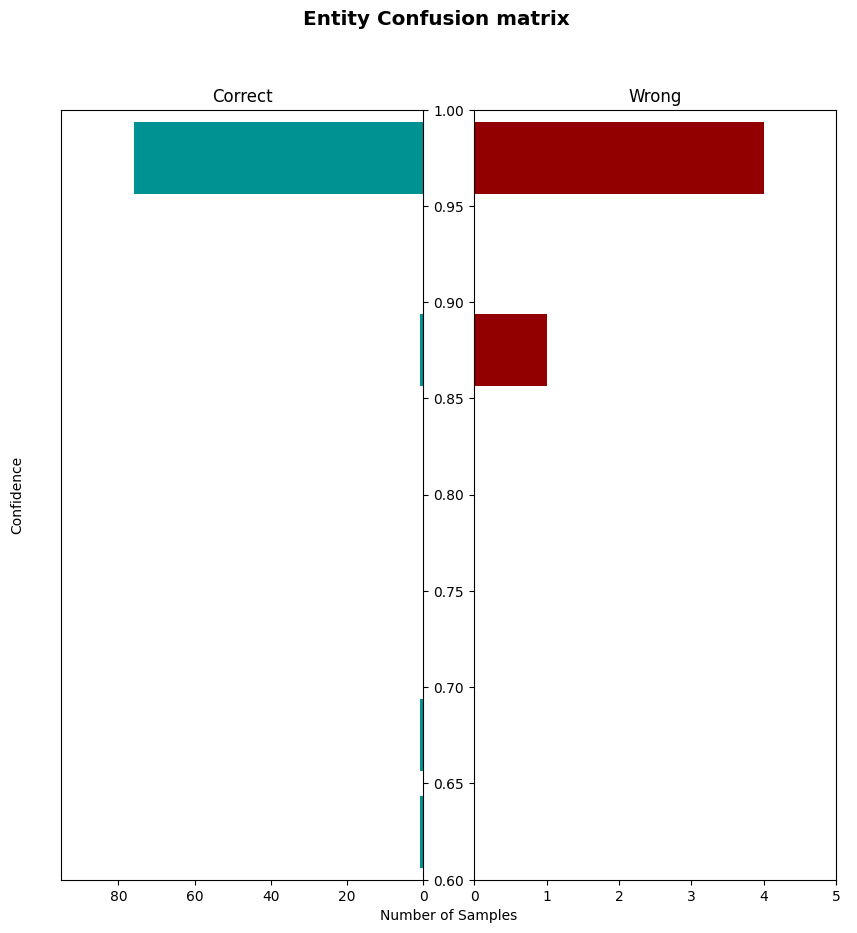 Entity Confusion matrix
Correct
Wrong
1.00
0.95
0.90
0.85
0.80
0.75
0.70
0.65
0.60
Confidence
80 60 40 20 0
0 1 2 3 4 5
Number of Samples